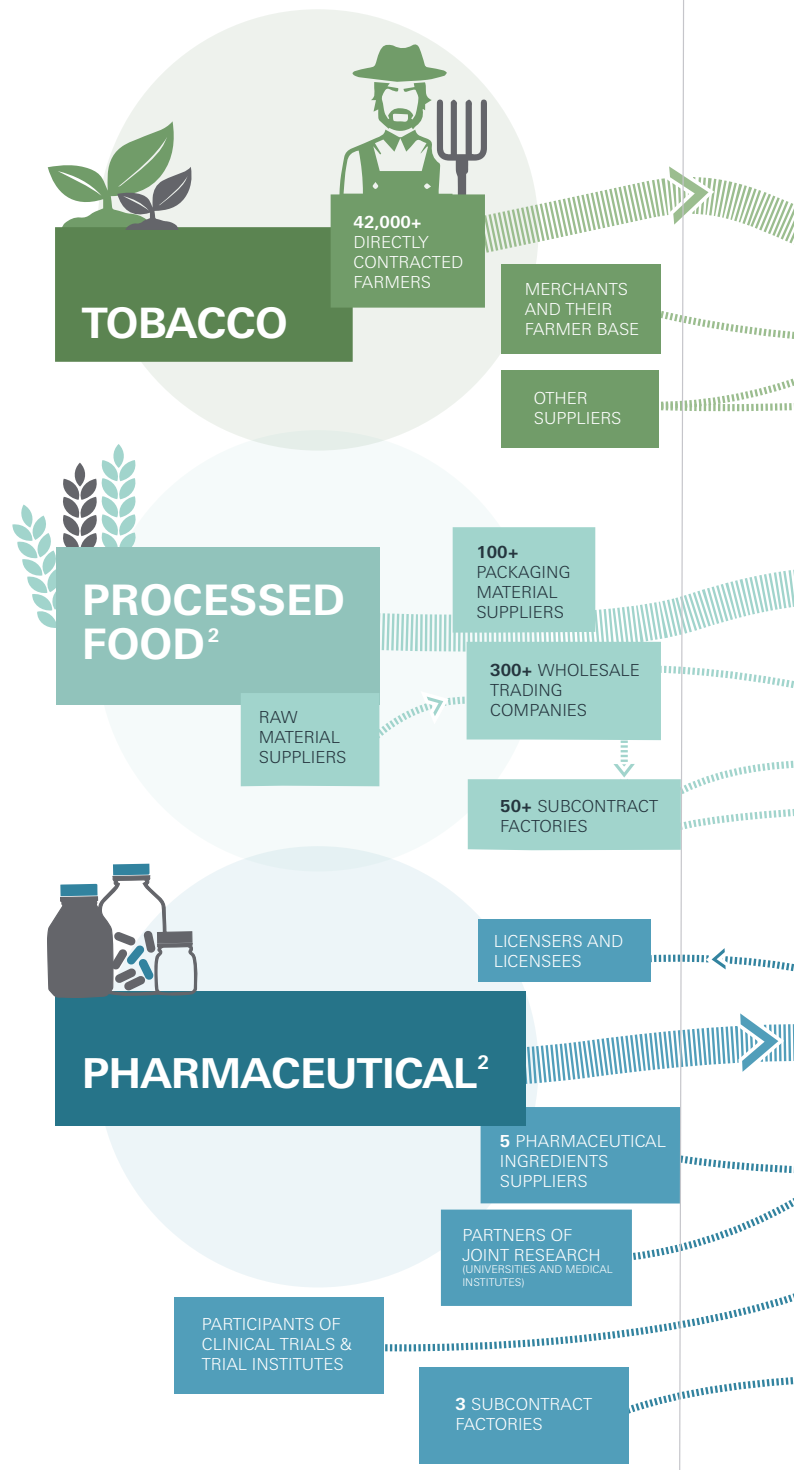 42,000+
DIRECTLY
CONTRACTED
FARMERS
TOBACCO
MERCHANTS
AND THEIR
FARMER BASE
OTHER
SUPPLIERS
PROCESSED
FOOD2
100+
PACKAGING
MATERIAL
SUPPLIERS
300+ WHOLESALE
TRADING
COMPANIES
RAW
MATERIAL
SUPPLIERS
50+ SUBCONTRACT
FACTORIES
LICENSERS AND
LICENSEES
PHARMACEUTICAL2
5 PHARMACEUTICAL
INGREDIENTS
SUPPLIERS
PARTNERS OF
JOINT RESEARCH
(UNIVERSITIES AND MEDICAL
INSTITUTES)
PARTICIPANTS OF
CLINICAL TRIALS &
TRIAL INSTITUTES
3 SUBCONTRACT
FACTORIES